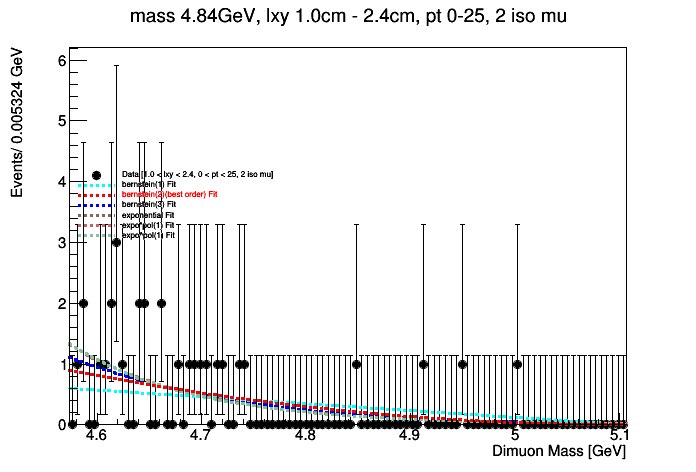 mass 4.84GeV, lxy 1.0cm - 2.4cm, pt 0-25, 2 iso mu
Events/ 0.005324 GeV
6
5
4
3
2
1
0
Data [1.0 < lxy < 2.4, 0 < pt < 25, 2 iso mu]
bernstein(1) Fit
bernstein(2)(best order) Fit
bernstein(3) Fit
exponential Fit
expo*pol(1) Fit
expo*pol(1) Fit
4.6 4.7 4.8 4.9 5 5.1
Dimuon Mass [GeV]